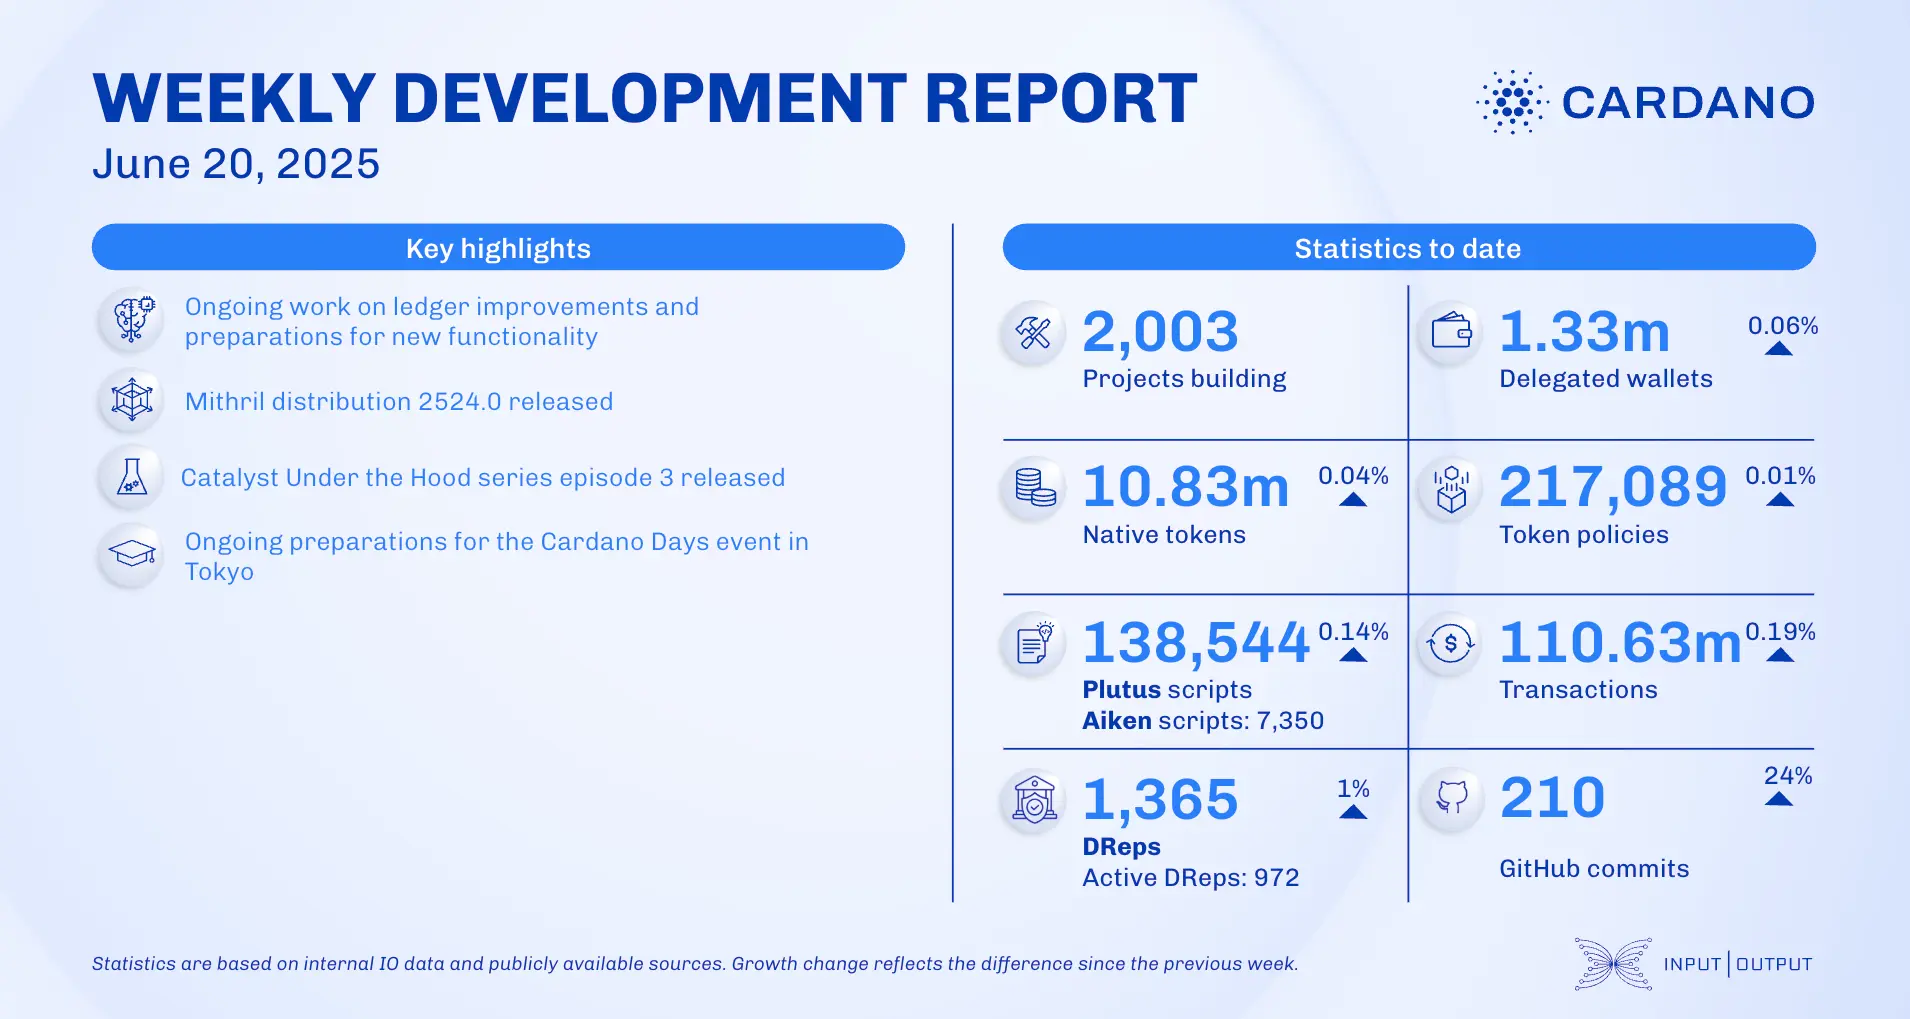 WEEKLY DEVELOPMENT REPORT
June 20, 2025
CARDANO
Key highlights
Ongoing work on ledger improvements and
preparations for new functionality
Mithril distribution 2524.0 released
Catalyst Under the Hood series episode 3 released
Ongoing preparations for the Cardano Days event in
Tokyo
Statistics to date
2,003
Projects building
1.33m
0.06%
Delegated wallets
10.83m
0.04%
Native tokens
217,089
0.01%
Token policies
138,544
0.14%
Plutus scripts
Aiken scripts: 7,350
110.63m
0.19%
Transactions
1,365
1%
DReps
Active DReps: 972
210
24%
GitHub commits
Statistics are based on internal IO data and publicly available sources. Growth change reflects the difference since the previous week.
INPUT | OUTPUT